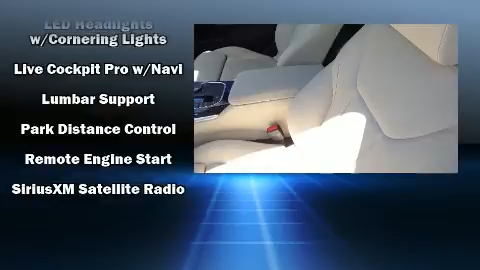 LED Headlights
w/Cornering Lights
Live Cockpit Pro w/Navi
Lumbar Support
Park Distance Control
Remote Engine Start
SiriusXM Satellite Radio